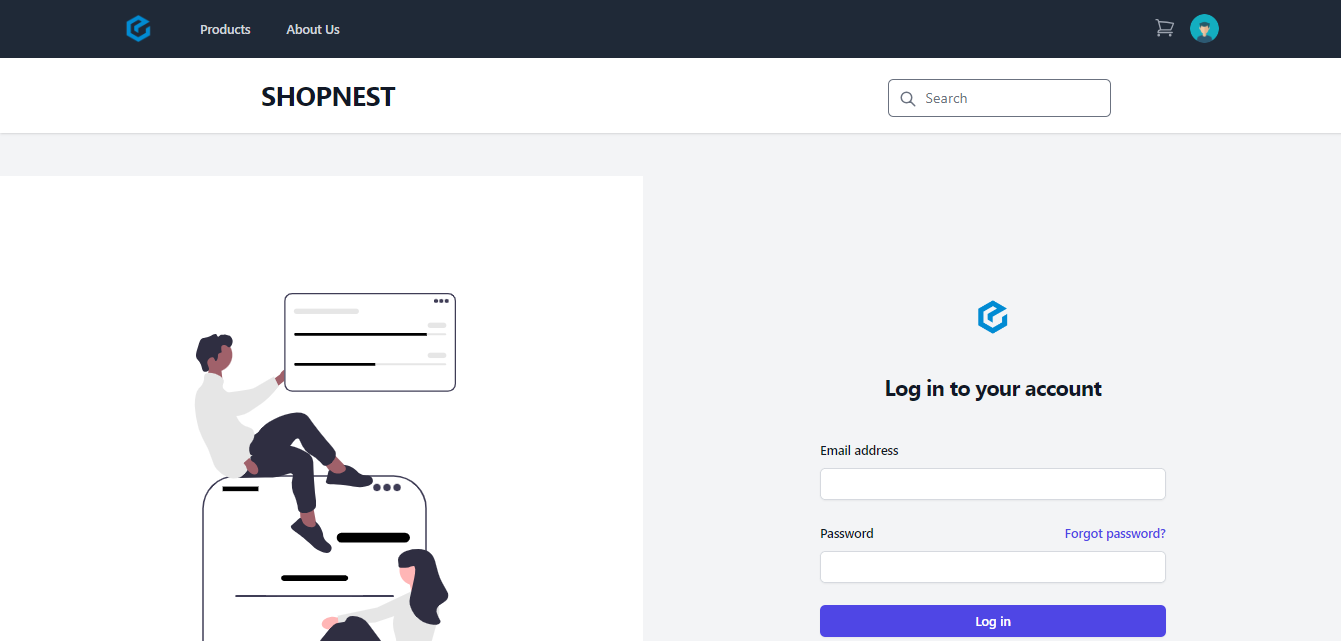 Products About Us
SHOPNEST
Search
Log in to your account
Email address
Password Forgot password?
Log in